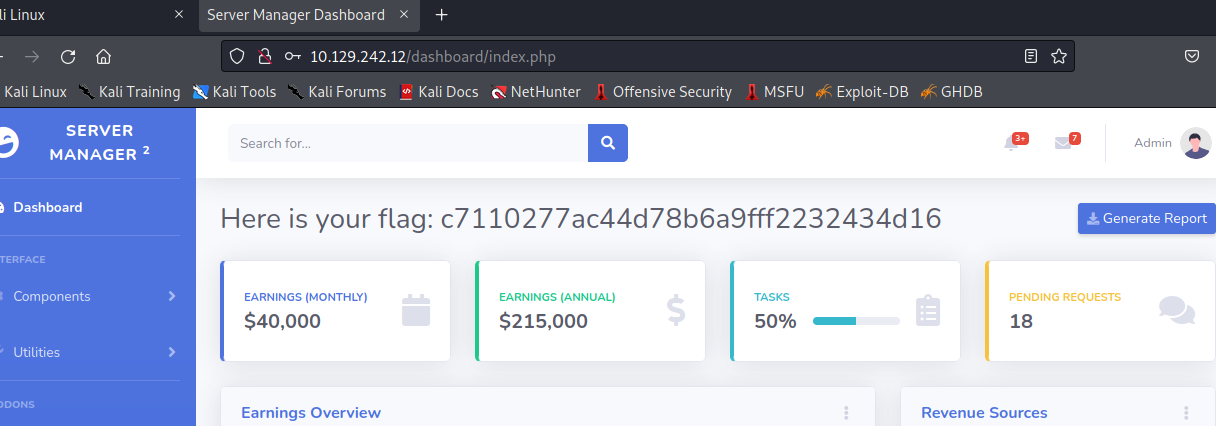 li Linux × Server Manager Dashboard × +
10.129.242.12/dashboard/index.php
Kali Linux Kali Training Kali Tools Kali Forums Kali Docs NetHunter Offensive Security MSFU Exploit-DB GHDB
SERVER
MANAGER 2
Search for...
3+
7
Admin
Dashboard
Here is your flag: c7110277ac44d78b6a9fff2232434d16
Generate Report
NTERFACE
Components
Utilities
DDONS
EARNINGS (MONTHLY)
$40,000
EARNINGS (ANNUAL)
$215,000
TASKS
50%
PENDING REQUESTS
18
Earnings Overview
Revenue Sources